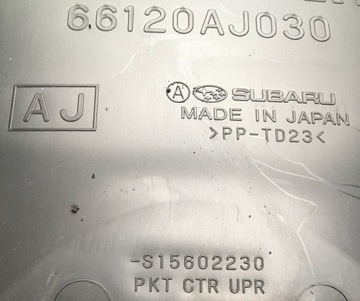 66120AJ030
AJ
A SUBARU
MADE IN JAPAN
>PP-TD23<
-S15602230
PKT CTR UPR